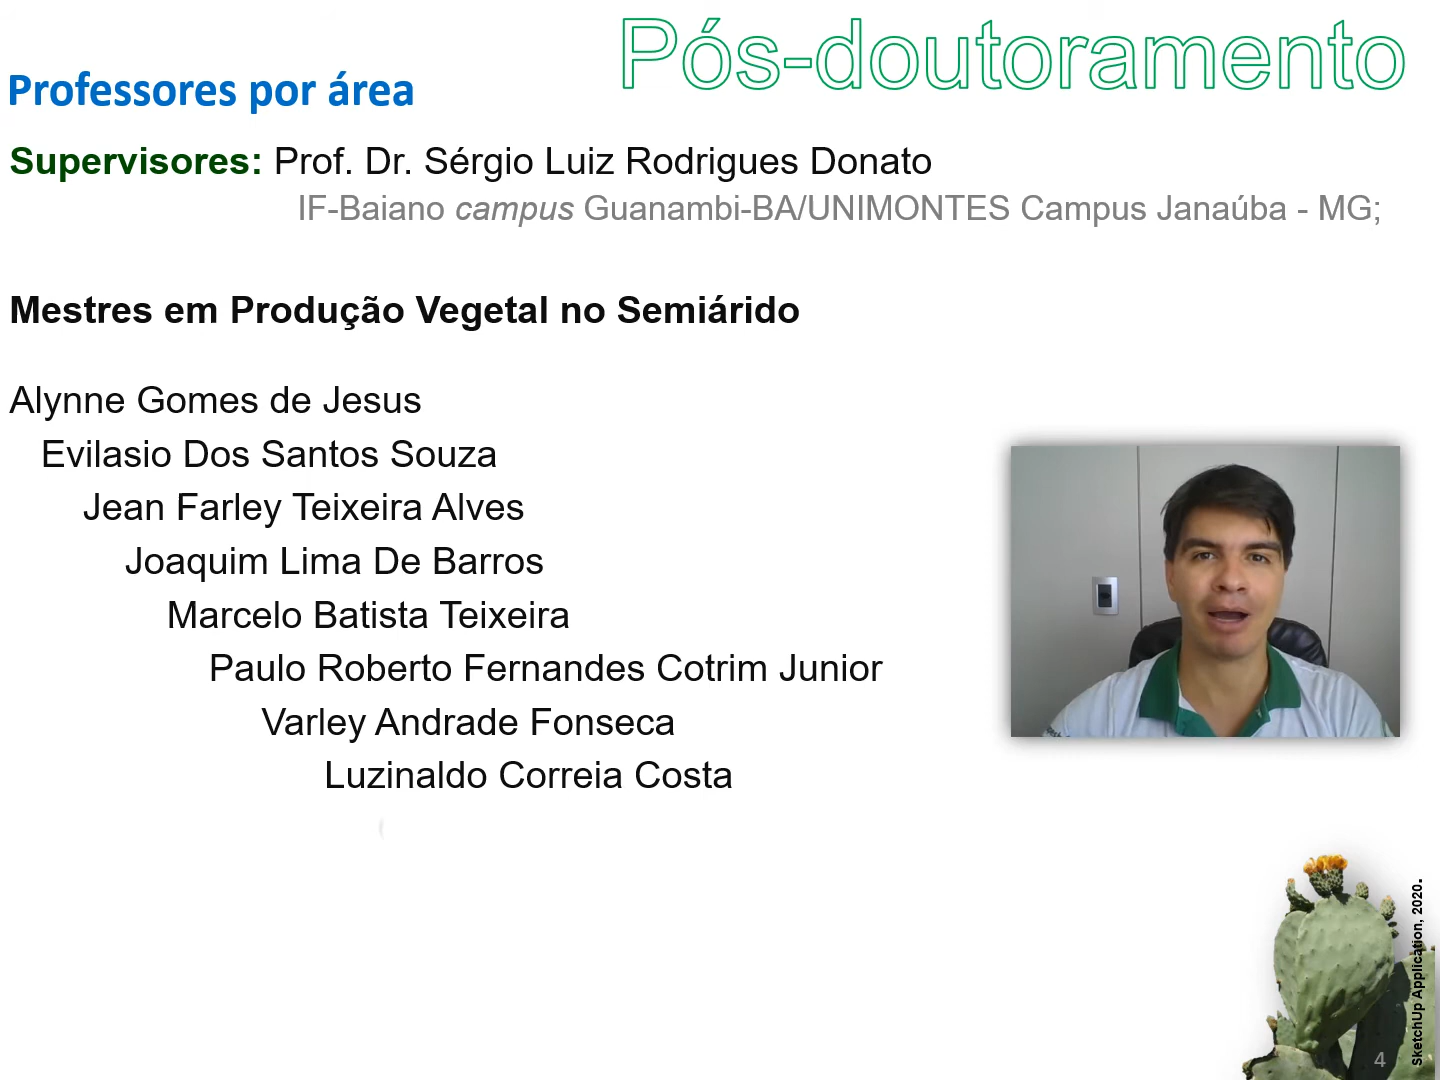 Pós-doutoramento
Professores por área
Supervisores: Prof. Dr. Sérgio Luiz Rodrigues Donato
IF-Baiano campus Guanambi-BA/UNIMONTES Campus Janaúba - MG;
Mestres em Produção Vegetal no Semiárido
Alynne Gomes de Jesus
Evilasio Dos Santos Souza
Jean Farley Teixeira Alves
Joaquim Lima De Barros
Marcelo Batista Teixeira
Paulo Roberto Fernandes Cotrim Junior
Varley Andrade Fonseca
Luzinaldo Correia Costa
SketchUp Application, 2020.
4